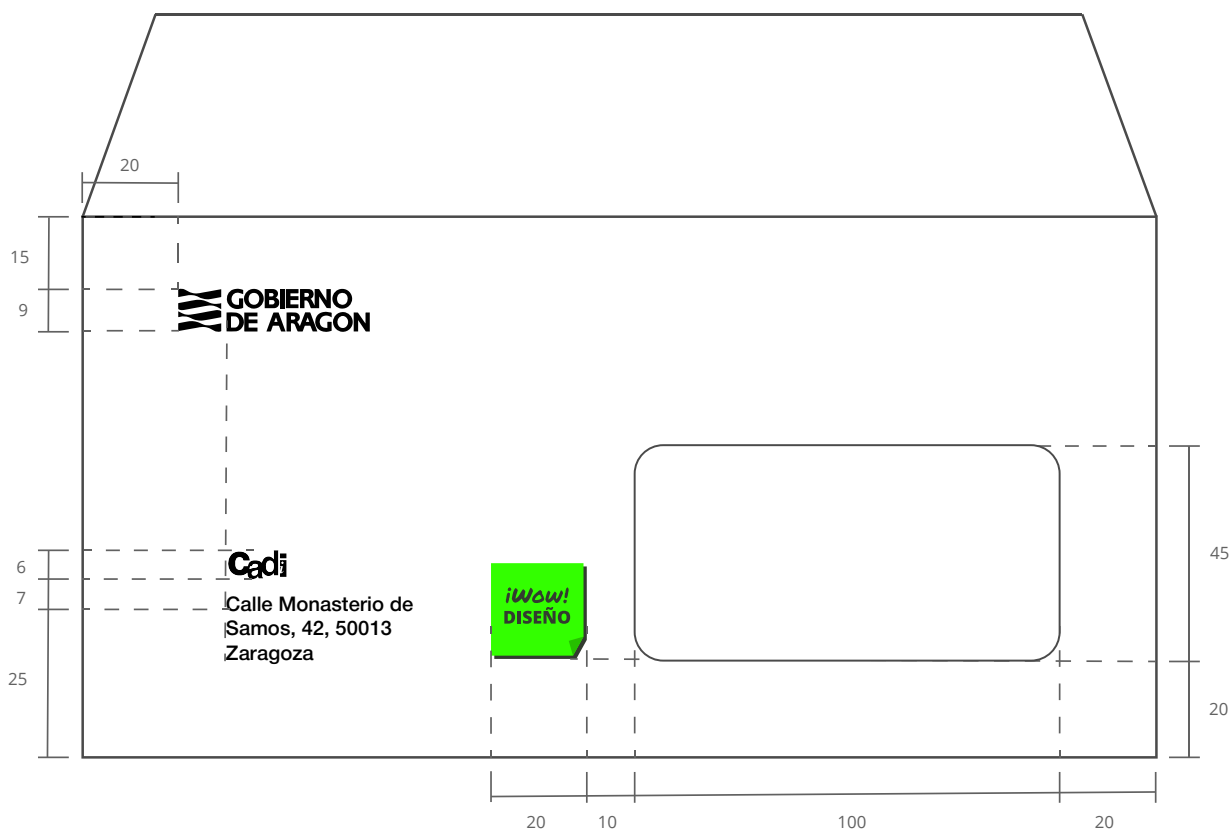 20
15
9
GOBIERNO
DE ARAGON
45
6
7
25
Cadi
Calle Monasterio de
Samos, 42, 50013
Zaragoza
¡Wow!
DISEÑO
20
20
10
100
20